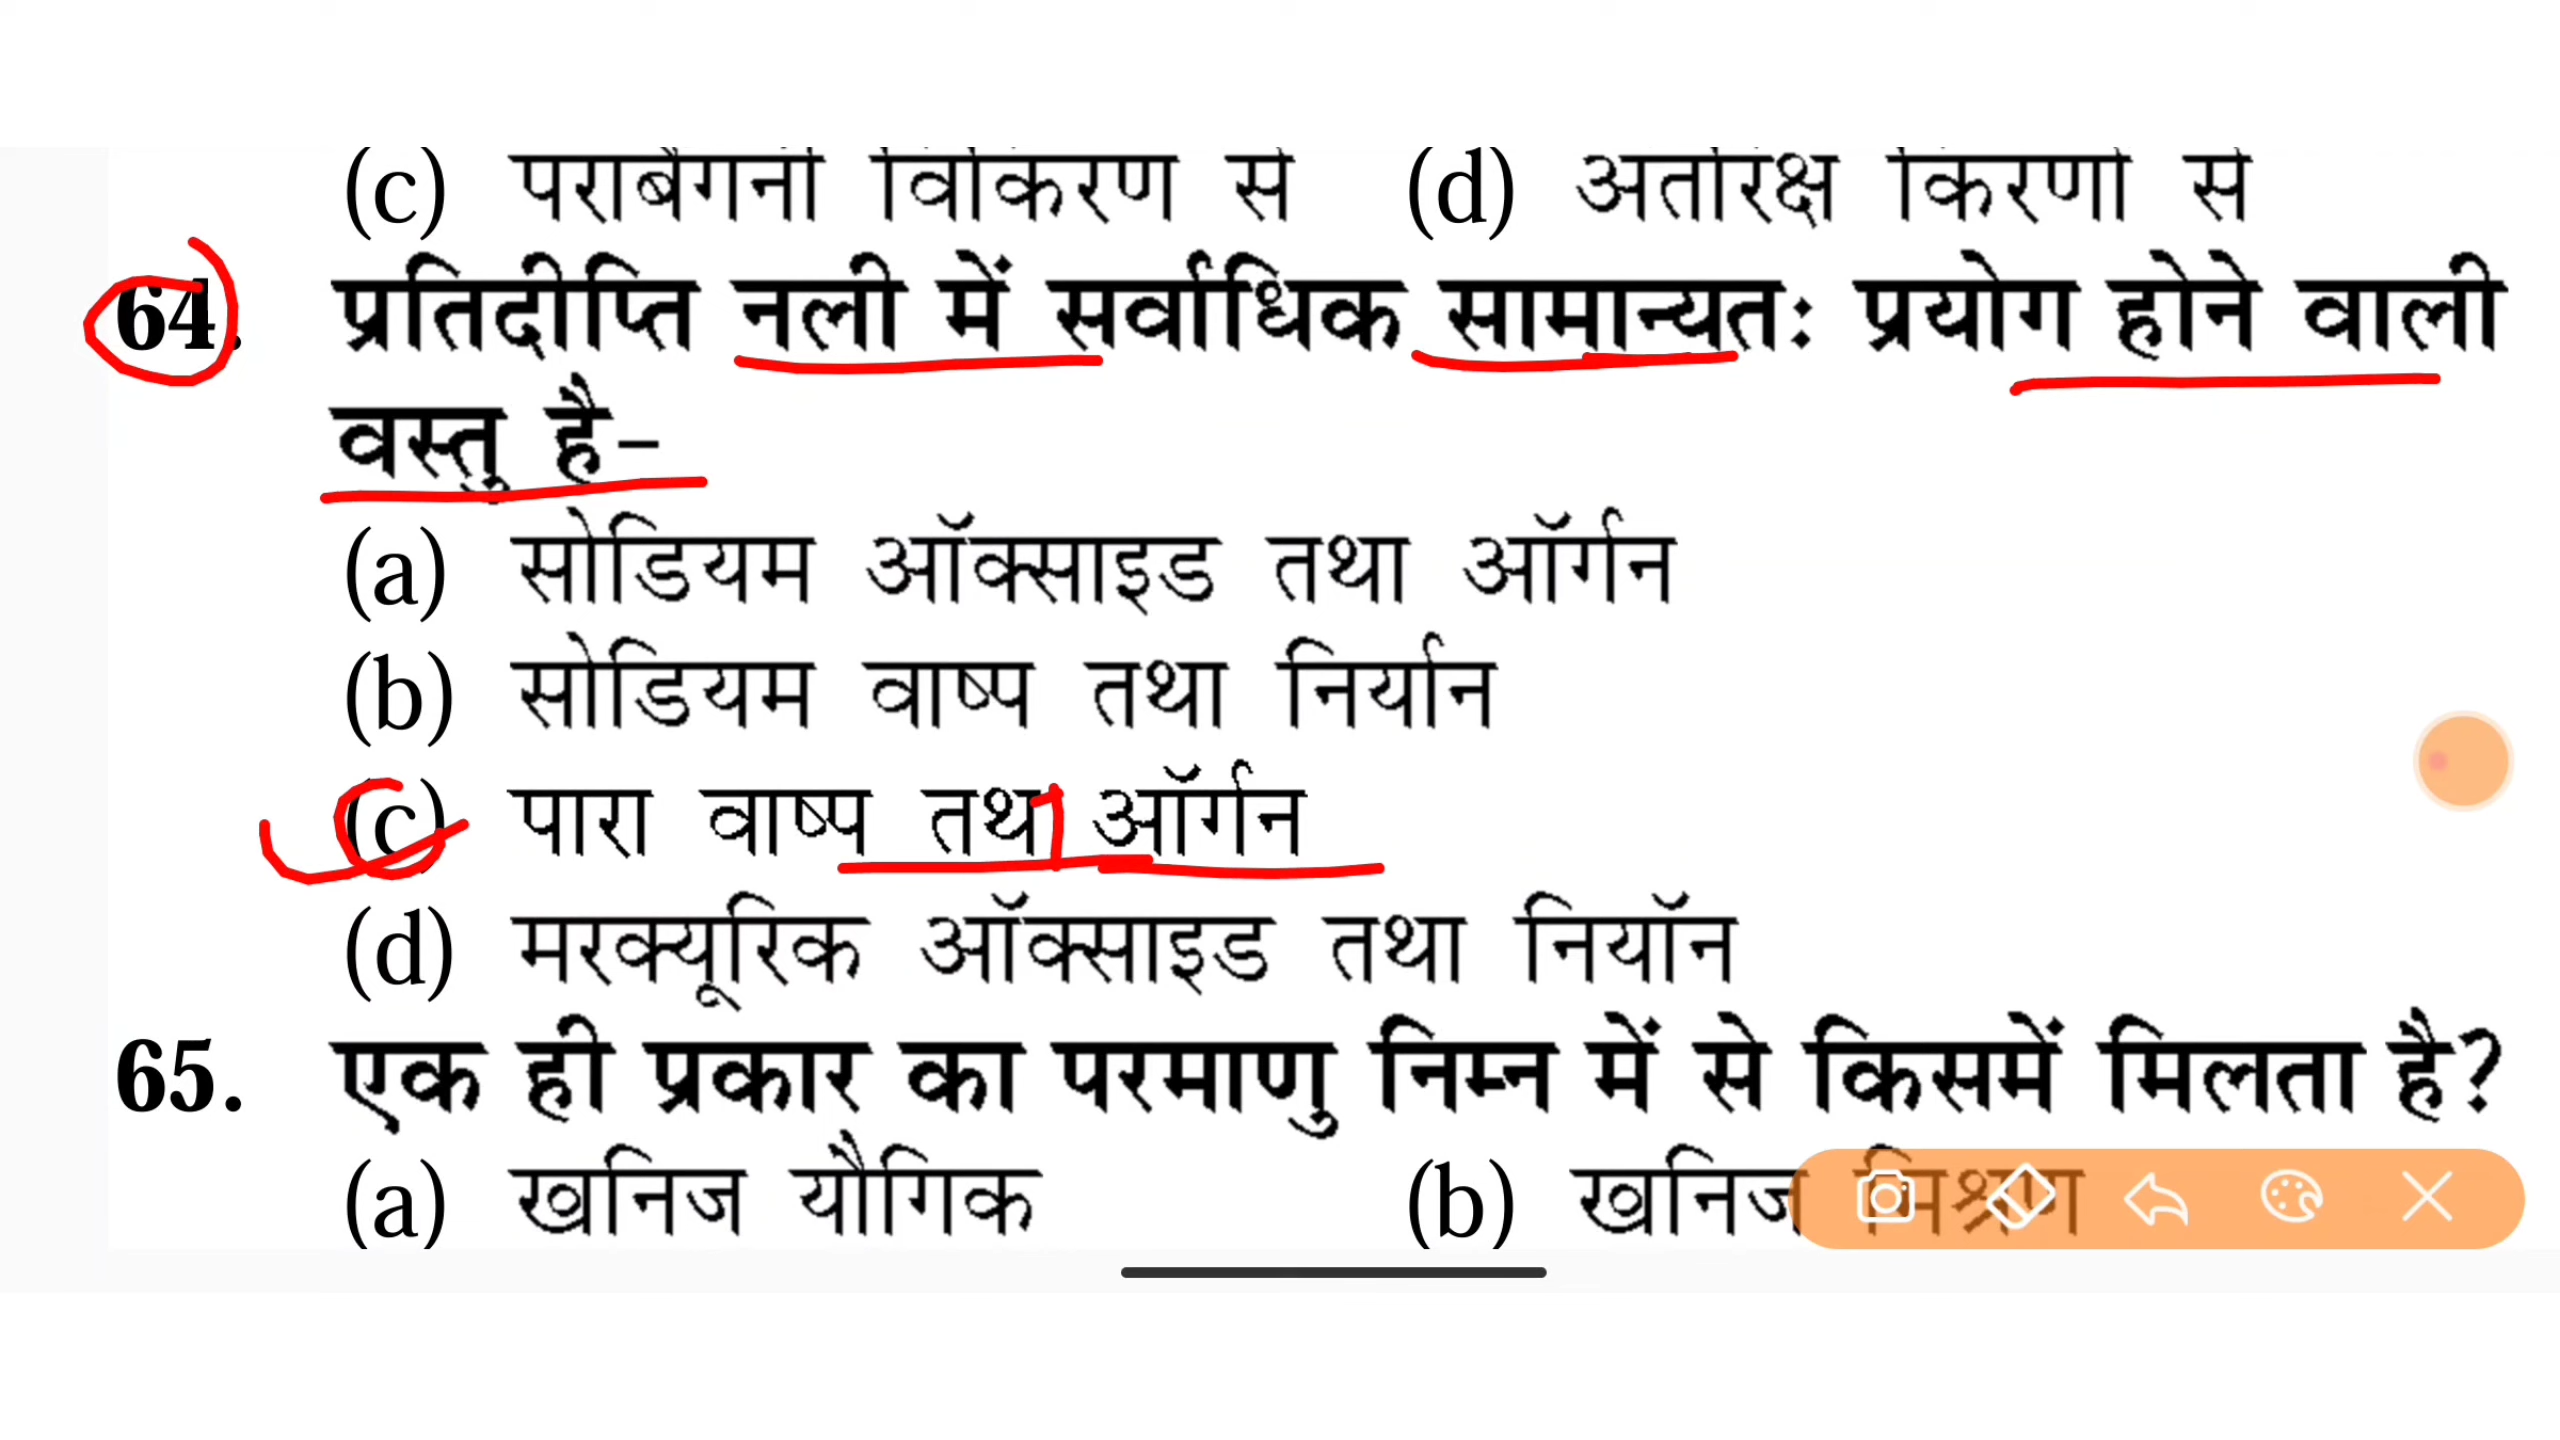 (c) पराबैंगनी विकिरण से (d) अंतरिक्ष किरणों से
64. प्रतिदीप्ति नली में सर्वाधिक सामान्यतः प्रयोग होने वाली
वस्तु है–
(a) सोडियम ऑक्साइड तथा ऑर्गन
(b) सोडियम वाष्प तथा निर्यान
(c) पारा वाष्प तथा ऑर्गन
(d) मरक्यूरिक ऑक्साइड तथा नियॉन
65. एक ही प्रकार का परमाणु निम्न में से किसमें मिलता है?
(a) खनिज यौगिक (b) खनिज मिश्रण